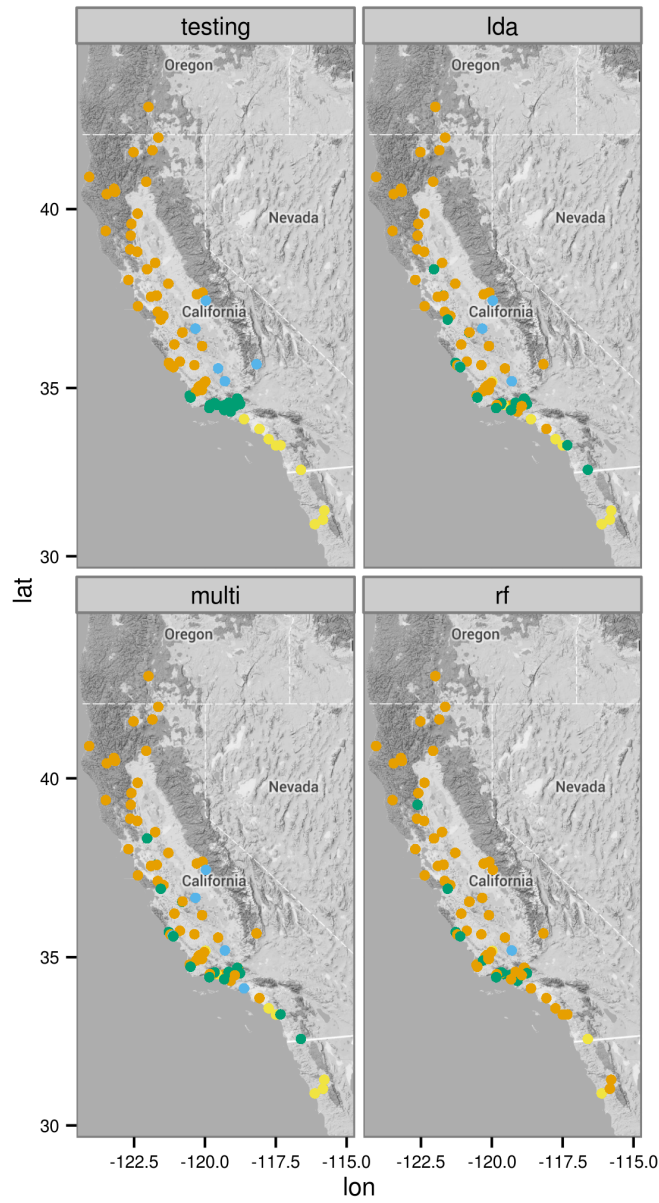 testing
lda
Oregon
Oregon
40
Nevada
Nevada
California
California
35
30
lat
multi
rf
Oregon
Oregon
40
Nevada
Nevada
California
California
35
30
-122.5
-120.0
-117.5
-115.0
-122.5
-120.0
-117.5
-115.0
lon